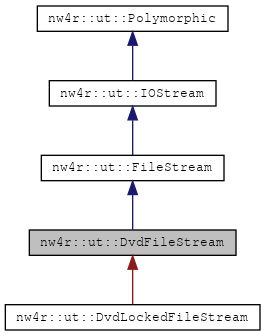 nw4r::ut::Polymorphic
nw4r::ut::IOStream
nw4r::ut::FileStream
nw4r::ut::DvdFileStream
nw4r::ut::DvdLockedFileStream